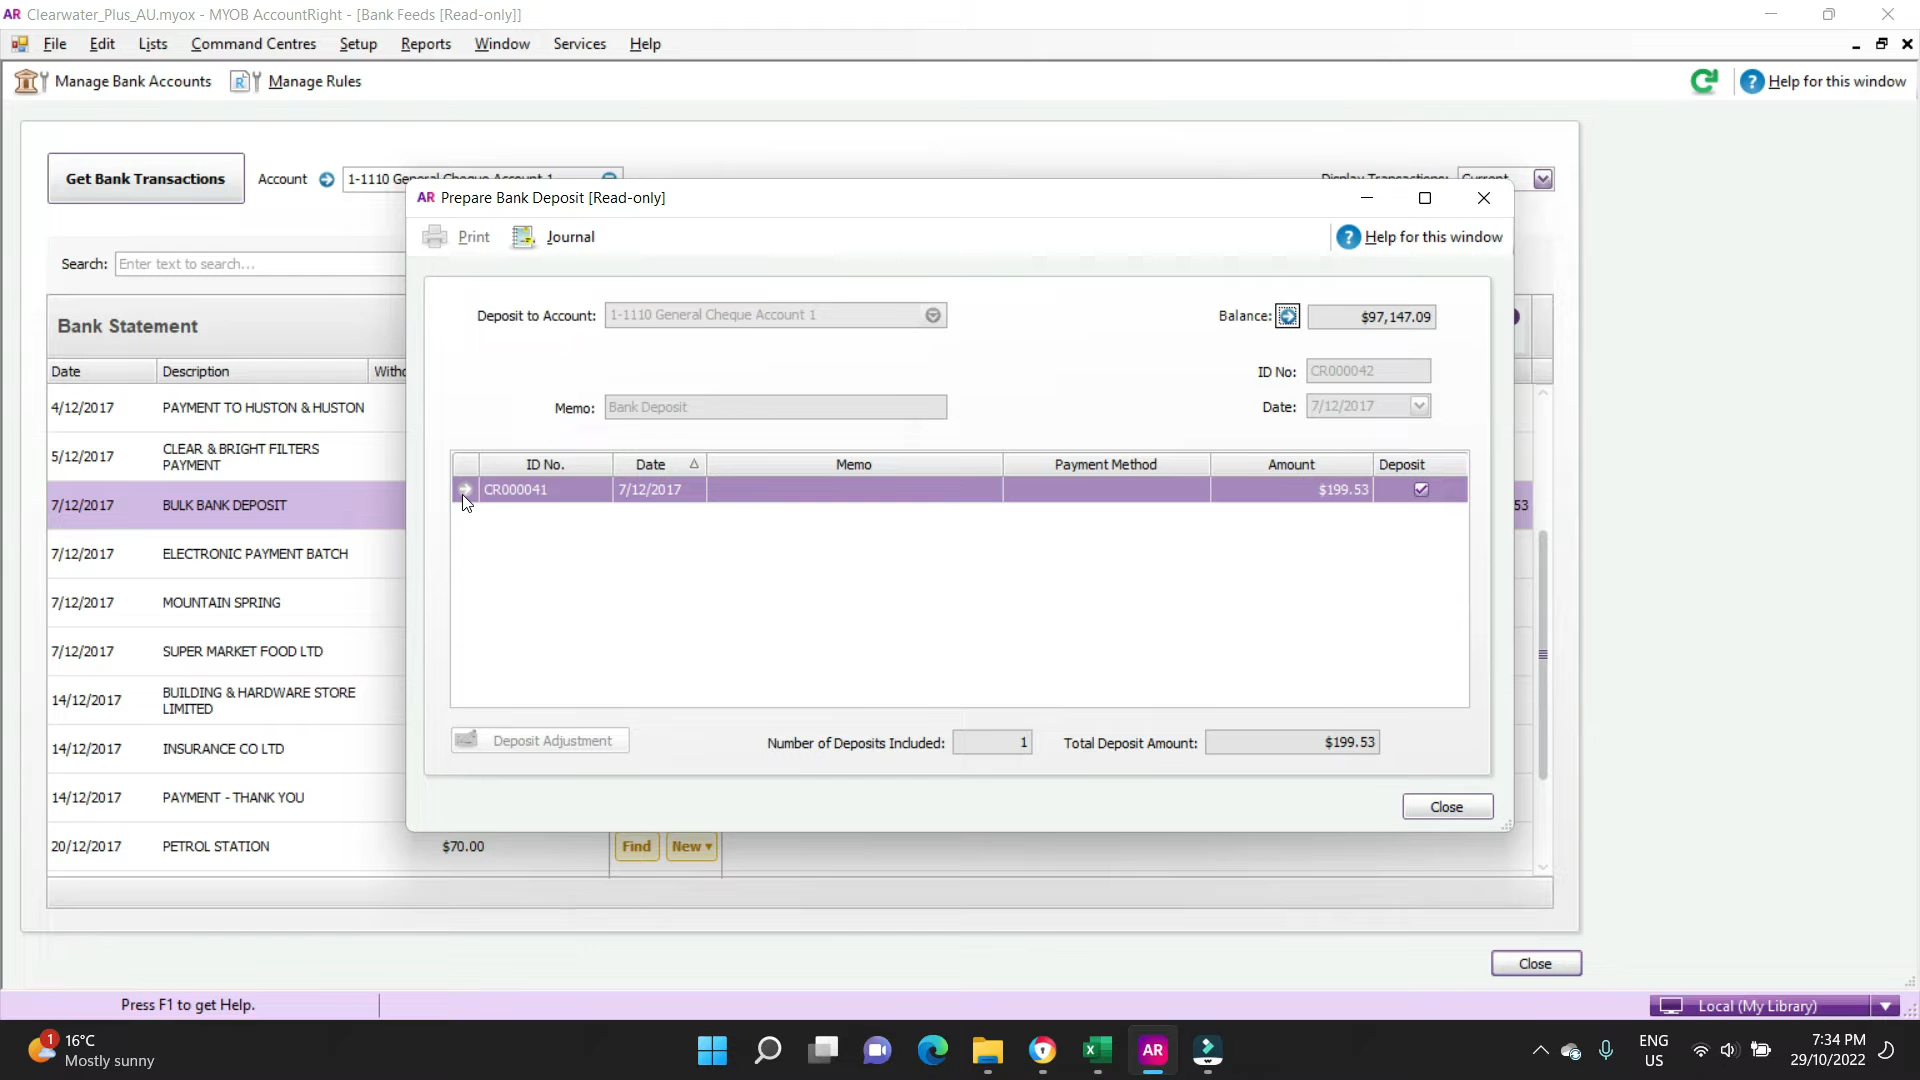 AR Clearwater_Plus_AU.myox - MYOB AccountRight - [Bank Feeds [Read-only]]
File Edit Lists Command Centres Setup Reports Window Services Help
Manage Bank Accounts Manage Rules Help for this window
Get Bank Transactions Account 1-1110 General Cheque Account 1 Display Transactions: Current
AR Prepare Bank Deposit [Read-only]
Print Journal Help for this window
Search: Enter text to search...
Deposit to Account: 1-1110 General Cheque Account 1 Balance: $97,147.09
Bank Statement
ID No: CR000042
Date Description
Memo: Bank Deposit Date: 7/12/2017
4/12/2017 PAYMENT TO HUSTON & HUSTON
5/12/2017 CLEAR & BRIGHT FILTERS
PAYMENT
ID No. Date Memo Payment Method Amount Deposit
CR000041 7/12/2017 $199.53
7/12/2017 BULK BANK DEPOSIT 53
7/12/2017 ELECTRONIC PAYMENT BATCH
7/12/2017 MOUNTAIN SPRING
7/12/2017 SUPER MARKET FOOD LTD
14/12/2017 BUILDING & HARDWARE STORE
LIMITED
14/12/2017 INSURANCE CO LTD
Deposit Adjustment Number of Deposits Included: 1 Total Deposit Amount: $199.53
14/12/2017 PAYMENT - THANK YOU
Close
20/12/2017 PETROL STATION $70.00 Find New
Close
Press F1 to get Help. Local (My Library)
1 16°C
Mostly sunny
AR
ENG
US
7:34 PM
29/10/2022